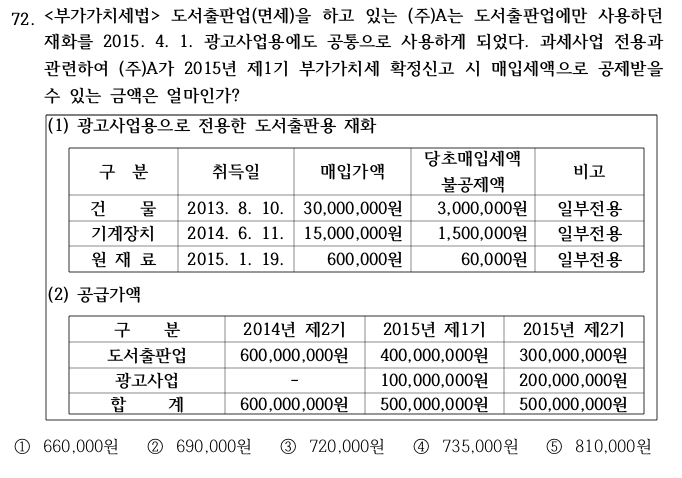 72. <부가가치세법> 도서출판업(면세)을 하고 있는 (주)A는 도서출판업에만 사용하던
재화를 2015. 4. 1. 광고사업용에도 공통으로 사용하게 되었다. 과세사업 전용과
관련하여 (주)A가 2015년 제1기 부가가치세 확정신고 시 매입세액으로 공제받을
수 있는 금액은 얼마인가?
(1) 광고사업용으로 전용한 도서출판용 재화
구 분 취득일 매입가액 당초매입세액 불공제액 비고
건 물 2013. 8. 10. 30,000,000원 3,000,000원 일부전용
기계장치 2014. 6. 11. 15,000,000원 1,500,000원 일부전용
원 재 료 2015. 1. 19. 600,000원 60,000원 일부전용
(2) 공급가액
구 분 2014년 제2기 2015년 제1기 2015년 제2기
도서출판업 600,000,000원 400,000,000원 300,000,000원
광고사업 - 100,000,000원 200,000,000원
합 계 600,000,000원 500,000,000원 500,000,000원
① 660,000원 ② 690,000원 ③ 720,000원 ④ 735,000원 ⑤ 810,000원